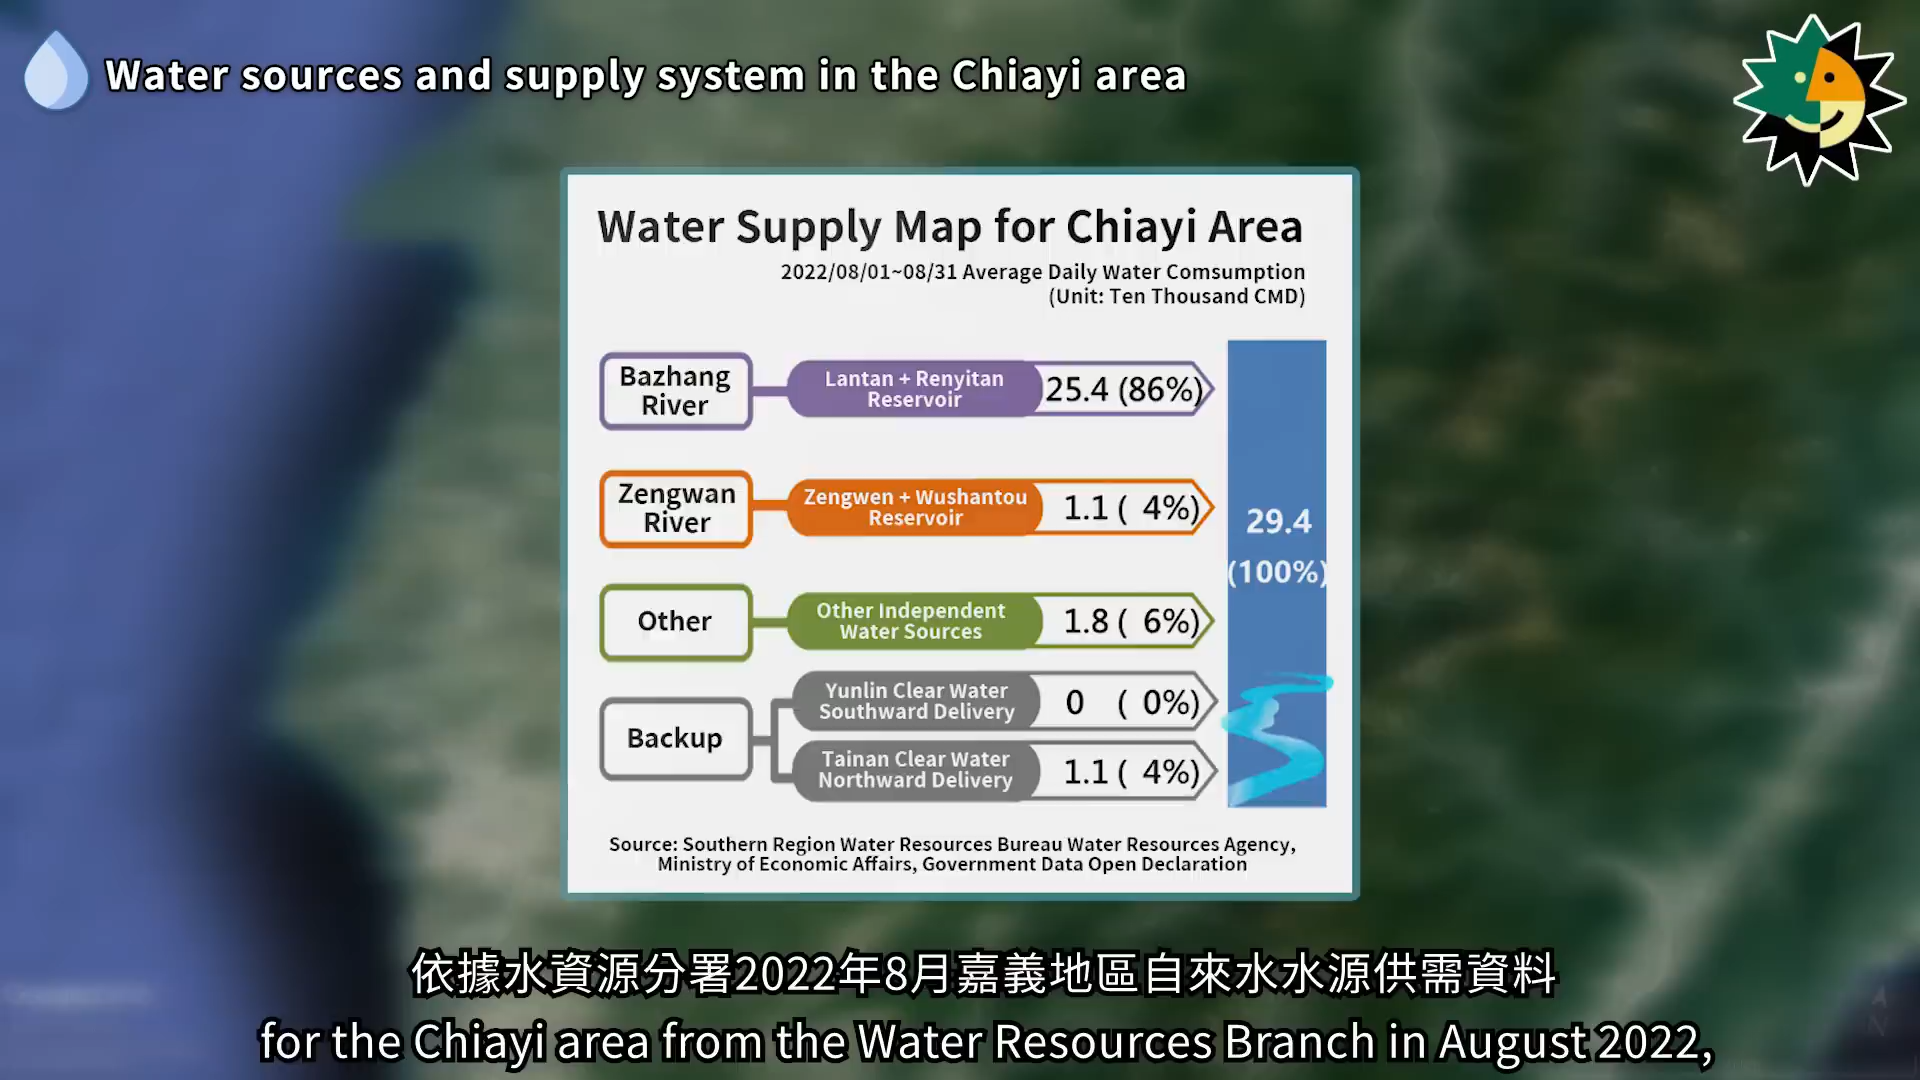 Water sources and supply system in the Chiayi area
Water Supply Map for Chiayi Area
2022/08/01~08/31 Average Daily Water Comsumption
(Unit: Ten Thousand CMD)
Bazhang
River
Lantan + Renyitan
Reservoir
25.4 (86%)
Zengwan
River
Zengwen + Wushantou
Reservoir
1.1 ( 4%)
Other
Other Independent
Water Sources
1.8 ( 6%)
Backup
Yunlin Clear Water
Southward Delivery
0 ( 0%)
Tainan Clear Water
Northward Delivery
1.1 ( 4%)
29.4
(100%)
Source: Southern Region Water Resources Bureau Water Resources Agency,
Ministry of Economic Affairs, Government Data Open Declaration
依據水資源分署2022年8月嘉義地區自來水水源供需資料
for the Chiayi area from the Water Resources Branch in August 2022,